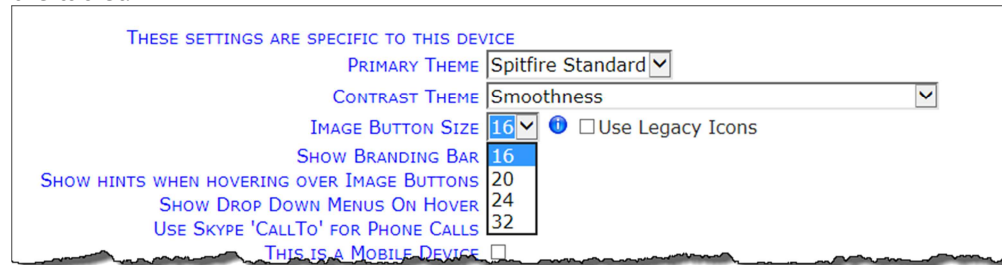 THESE SETTINGS ARE SPECIFIC TO THIS DEVICE
PRIMARY THEME Spitfire Standard
CONTRAST THEME Smoothness
IMAGE BUTTON SIZE 16 Use Legacy Icons
SHOW BRANDING BAR 16
SHOW HINTS WHEN HOVERING OVER IMAGE BUTTONS 20
SHOW DROP DOWN MENUS ON HOVER 24
USE SKYPE 'CALLTO' FOR PHONE CALLS 32
THIS IS A MOBILE DEVICE